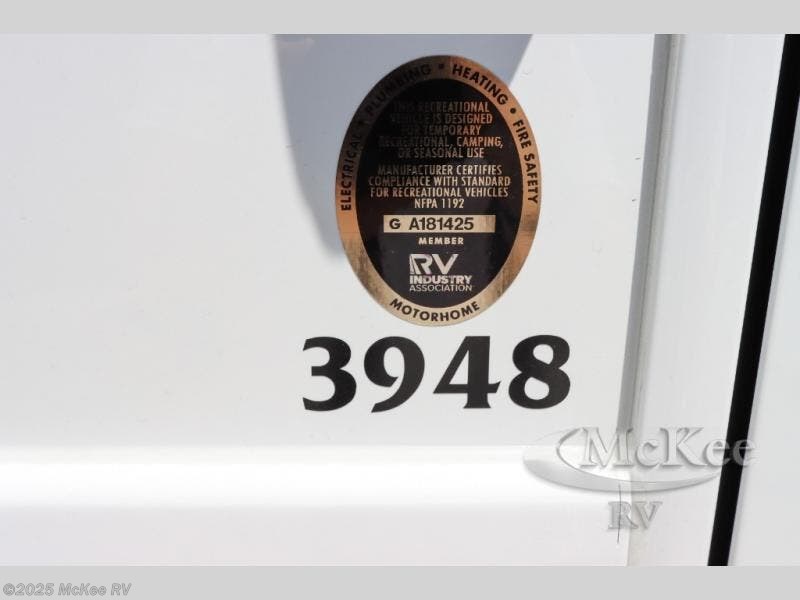 ELECTRICAL • PLUMBING • HEATING • FIRE SAFETY
THIS RECREATIONAL
VEHICLE IS DESIGNED
FOR TEMPORARY
RECREATIONAL, CAMPING,
OR SEASONAL USE
MANUFACTURER CERTIFIES
COMPLIANCE WITH STANDARD
FOR RECREATIONAL VEHICLES
NFPA 1192
G A181425
MEMBER
RV
INDUSTRY
ASSOCIATION
MOTORHOME
3948
McKee
RV
©2025 McKee RV